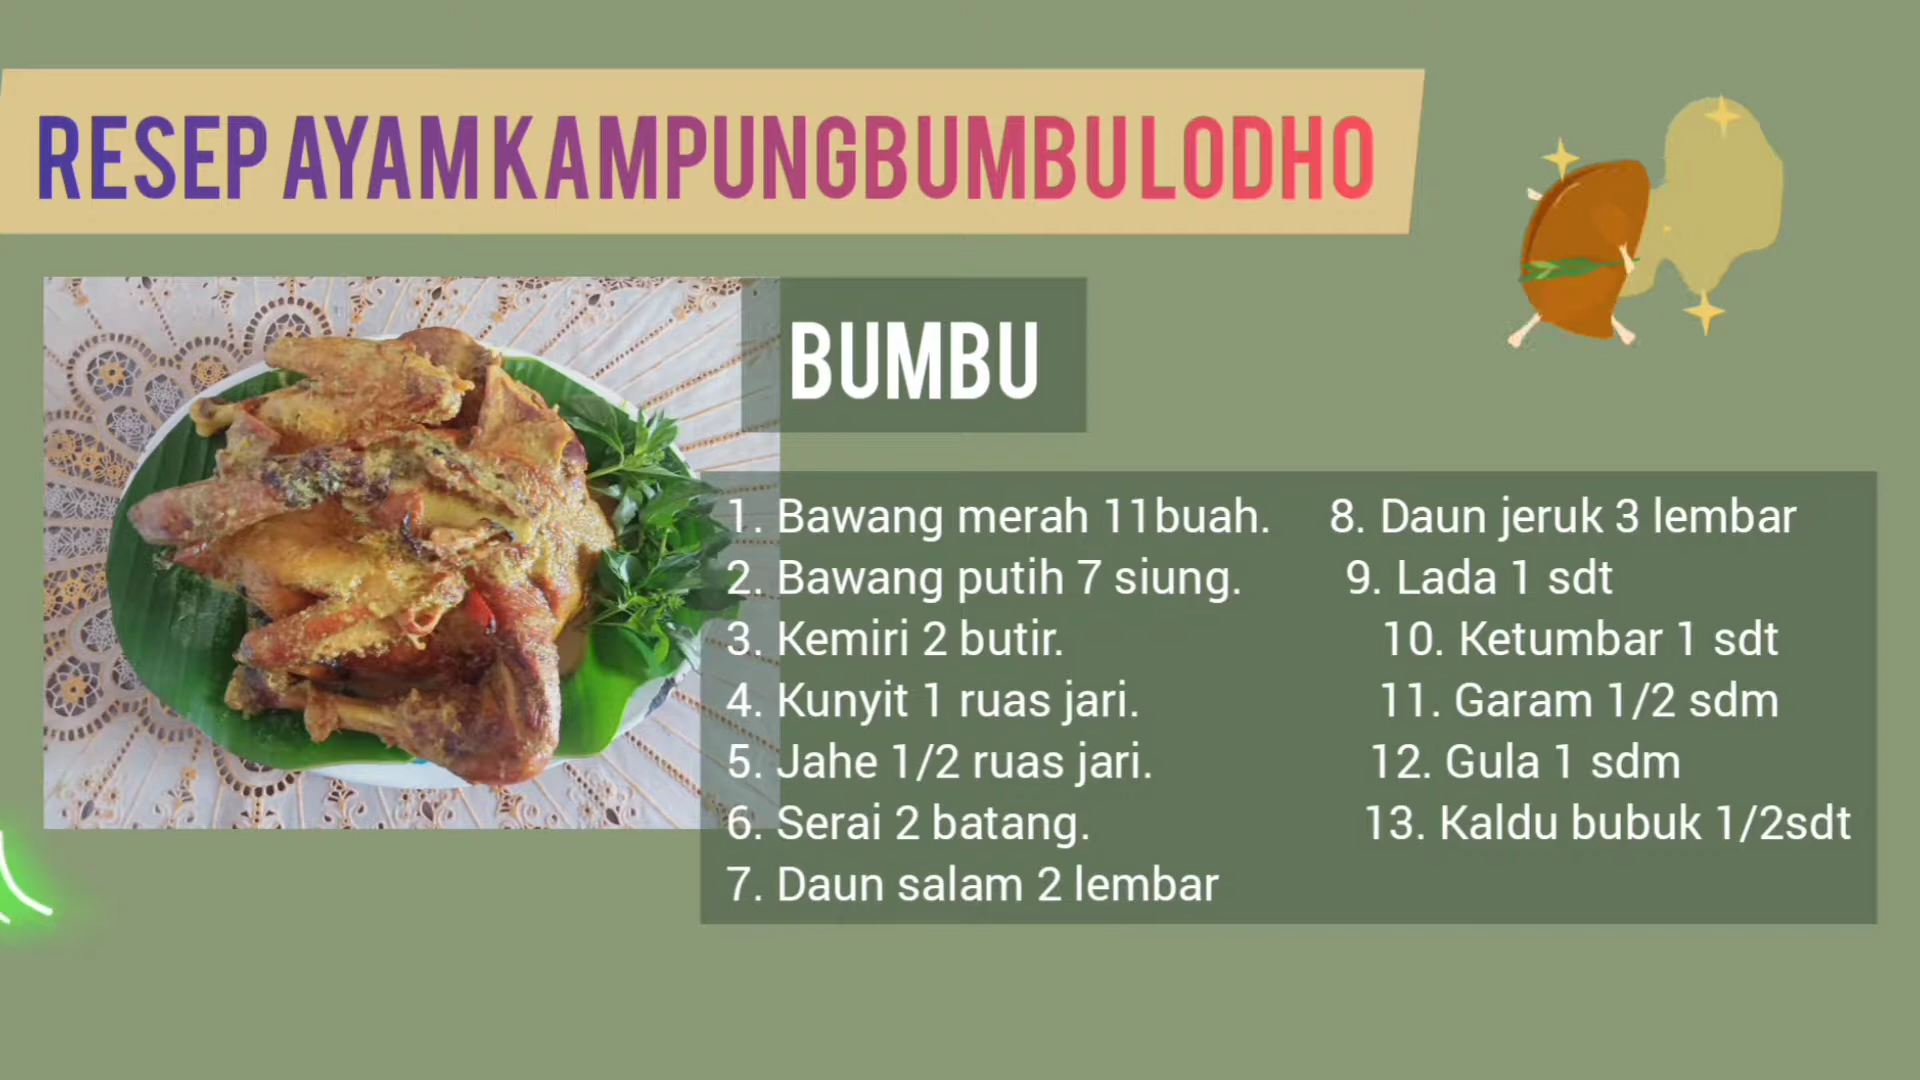 RESEP AYAM KAMPUNG BUMBU LODHO
BUMBU
1. Bawang merah 11buah.
2. Bawang putih 7 siung.
3. Kemiri 2 butir.
4. Kunyit 1 ruas jari.
5. Jahe 1/2 ruas jari.
6. Serai 2 batang.
7. Daun salam 2 lembar
8. Daun jeruk 3 lembar
9. Lada 1 sdt
10. Ketumbar 1 sdt
11. Garam 1/2 sdm
12. Gula 1 sdm
13. Kaldu bubuk 1/2sdt